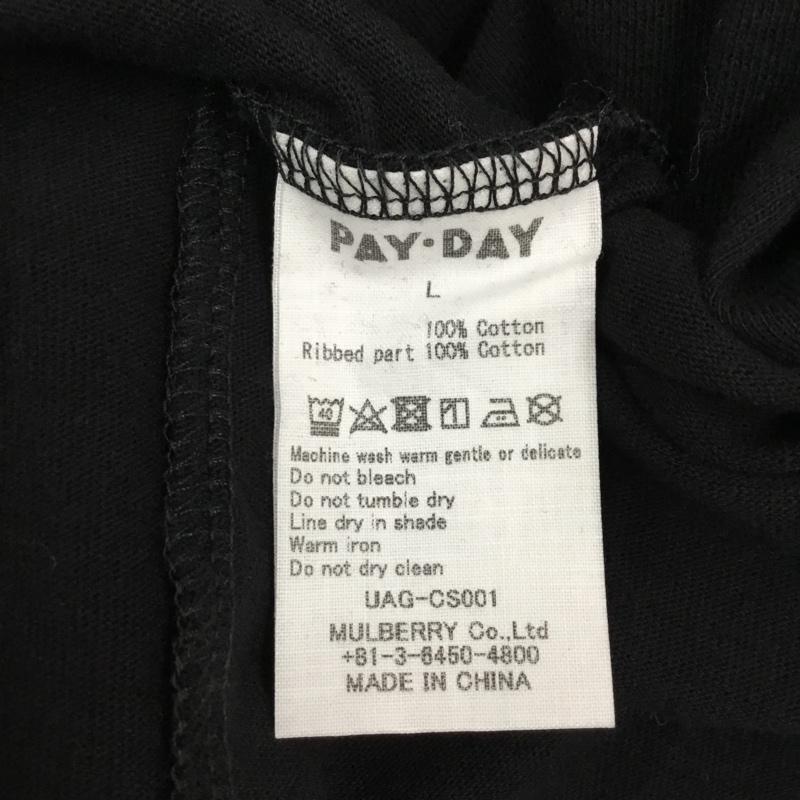 PAY·DAY
L
100% Cotton
Ribbed part 100% Cotton
40
Machine wash warm gentle or delicate
Do not bleach
Do not tumble dry
Line dry in shade
Warm iron
Do not dry clean
UAG-CS001
MULBERRY Co.,Ltd
+81-3-6450-4800
MADE IN CHINA